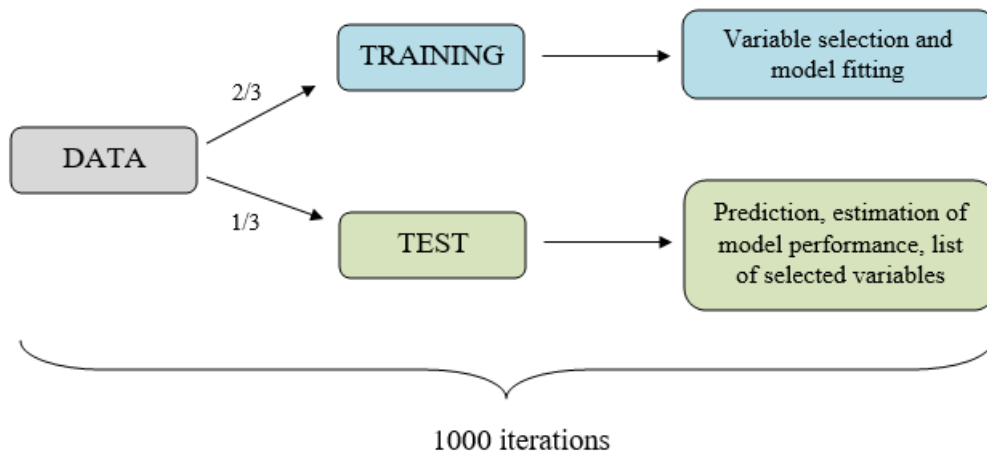 TRAINING
Variable selection and
model fitting
2/3
DATA
1/3
TEST
Prediction, estimation of
model performance, list
of selected variables
1000 iterations